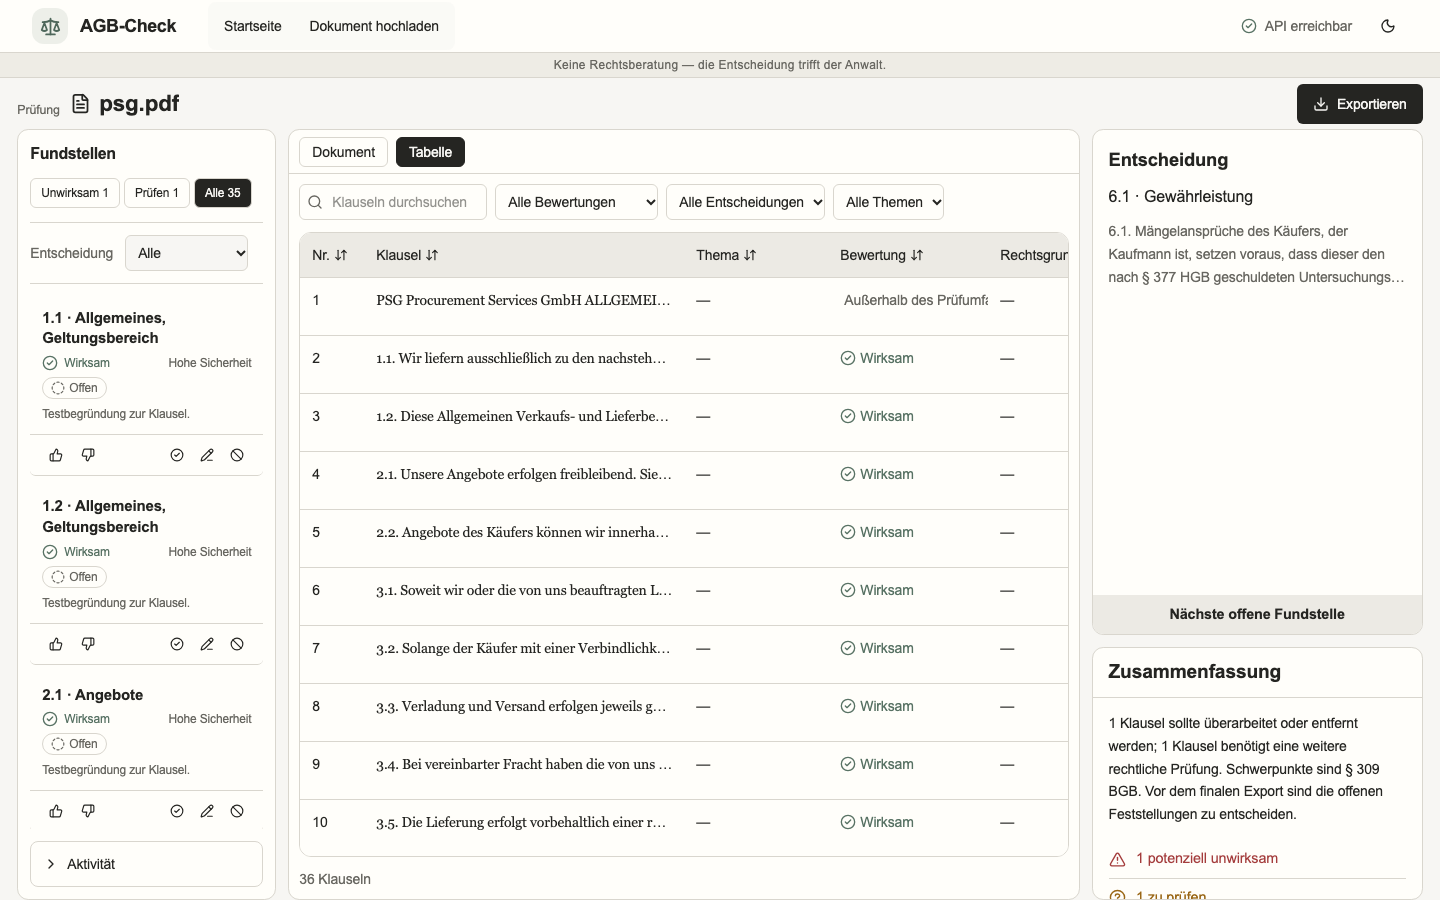 AGB-Check
Startseite
Dokument hochladen
API erreichbar
Keine Rechtsberatung — die Entscheidung trifft der Anwalt.
Prüfung
psg.pdf
Exportieren
Fundstellen
Unwirksam 1
Prüfen 1
Alle 35
Entscheidung
Alle
1.1 · Allgemeines,
Geltungsbereich
Wirksam
Hohe Sicherheit
Offen
Testbegründung zur Klausel.
1.2 · Allgemeines,
Geltungsbereich
Wirksam
Hohe Sicherheit
Offen
Testbegründung zur Klausel.
2.1 · Angebote
Wirksam
Hohe Sicherheit
Offen
Testbegründung zur Klausel.
Aktivität
Dokument
Tabelle
Klauseln durchsuchen
Alle Bewertungen
Alle Entscheidungen
Alle Themen
Nr.
Klausel
Thema
Bewertung
Rechtsgrun
1
PSG Procurement Services GmbH ALLGEMEI…
—
Außerhalb des Prüfumfa
—
2
1.1. Wir liefern ausschließlich zu den nachsteh…
—
Wirksam
—
3
1.2. Diese Allgemeinen Verkaufs- und Lieferbe…
—
Wirksam
—
4
2.1. Unsere Angebote erfolgen freibleibend. Sie…
—
Wirksam
—
5
2.2. Angebote des Käufers können wir innerha…
—
Wirksam
—
6
3.1. Soweit wir oder die von uns beauftragten L…
—
Wirksam
—
7
3.2. Solange der Käufer mit einer Verbindlichk…
—
Wirksam
—
8
3.3. Verladung und Versand erfolgen jeweils g…
—
Wirksam
—
9
3.4. Bei vereinbarter Fracht haben die von uns …
—
Wirksam
—
10
3.5. Die Lieferung erfolgt vorbehaltlich einer r…
—
Wirksam
—
36 Klauseln
Entscheidung
6.1 · Gewährleistung
6.1. Mängelansprüche des Käufers, der
Kaufmann ist, setzen voraus, dass dieser den
nach § 377 HGB geschuldeten Untersuchungs…
Nächste offene Fundstelle
Zusammenfassung
1 Klausel sollte überarbeitet oder entfernt
werden; 1 Klausel benötigt eine weitere
rechtliche Prüfung. Schwerpunkte sind § 309
BGB. Vor dem finalen Export sind die offenen
Feststellungen zu entscheiden.
1 potenziell unwirksam
1 zu prüfen